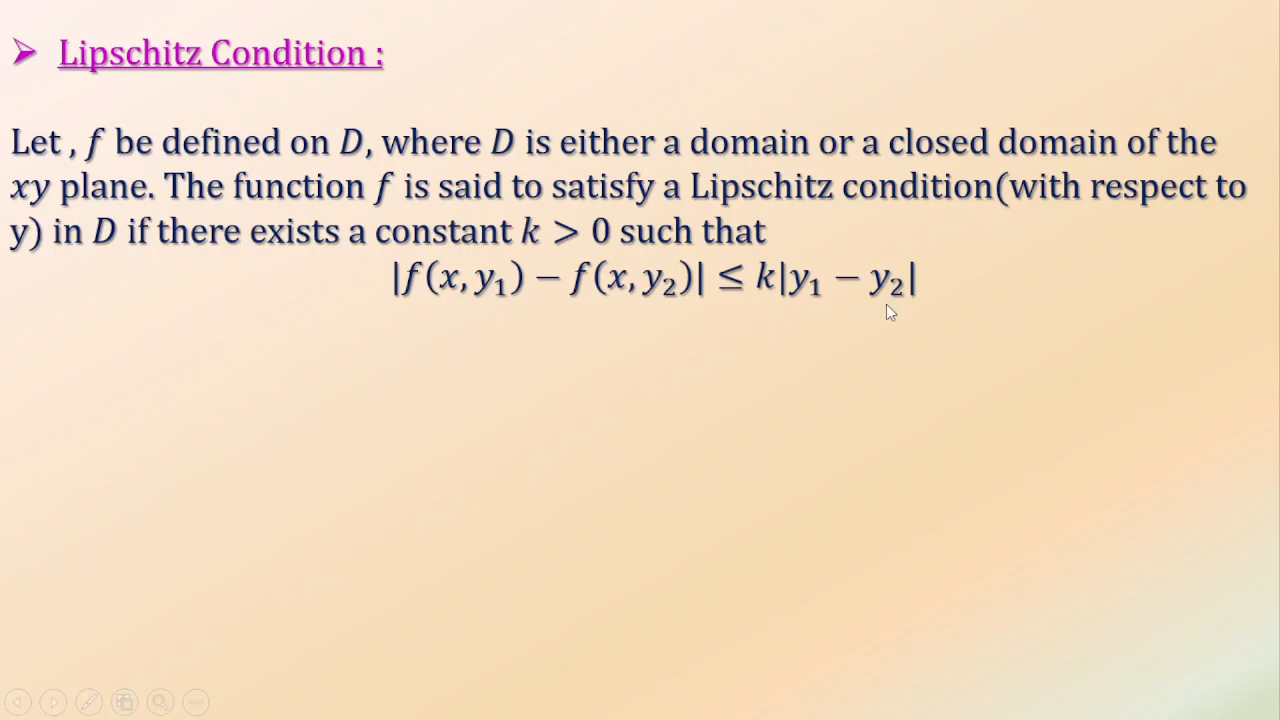 ➢ Lipschitz Condition :
Let , f be defined on D, where D is either a domain or a closed domain of the
xy plane. The function f is said to satisfy a Lipschitz condition(with respect to
y) in D if there exists a constant k > 0 such that
|f(x, y₁) − f(x, y₂)| ≤ k|y₁ − y₂|